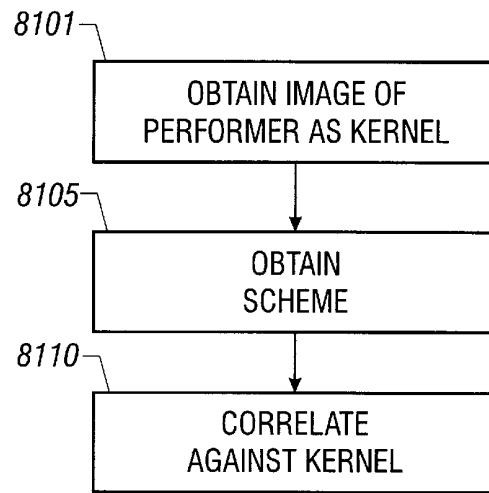 8101
OBTAIN IMAGE OF
PERFORMER AS KERNEL
8105
OBTAIN
SCHEME
8110
CORRELATE
AGAINST KERNEL